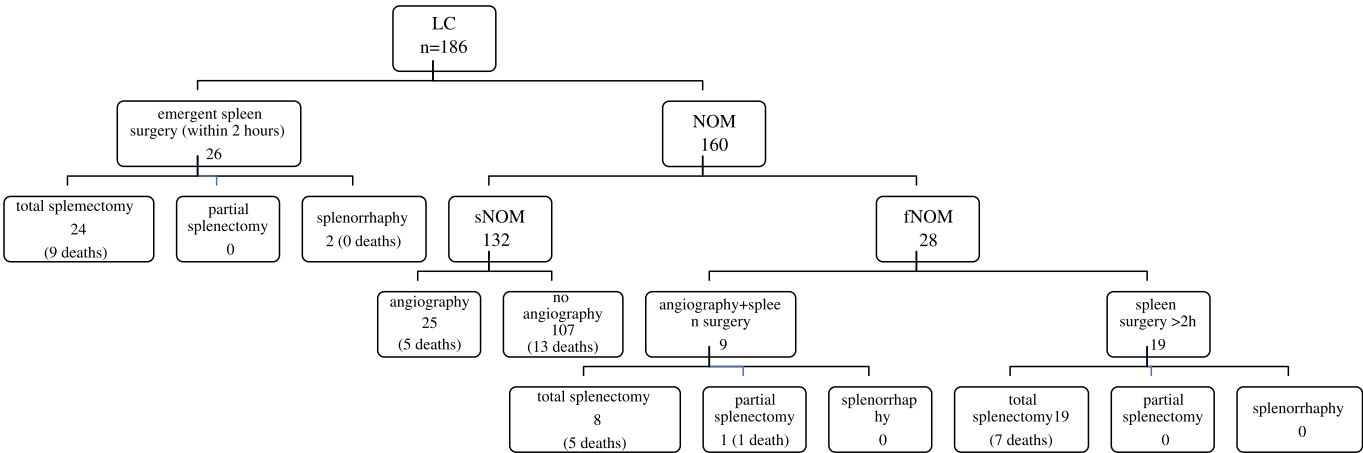 LC
n=186
emergent spleen
surgery (within 2 hours)
26
NOM
160
total splemectomy
24
(9 deaths)
partial
splenectomy
0
splenorrhaphy
2 (0 deaths)
sNOM
132
fNOM
28
angiography
25
(5 deaths)
no
angiography
107
(13 deaths)
angiography+splee
n surgery
9
spleen
surgery >2h
19
total splenectomy
8
(5 deaths)
partial
splenectomy
1 (1 death)
splenorrhap
hy
0
total
splenectomy19
(7 deaths)
partial
splenectomy
0
splenorrhaphy
0